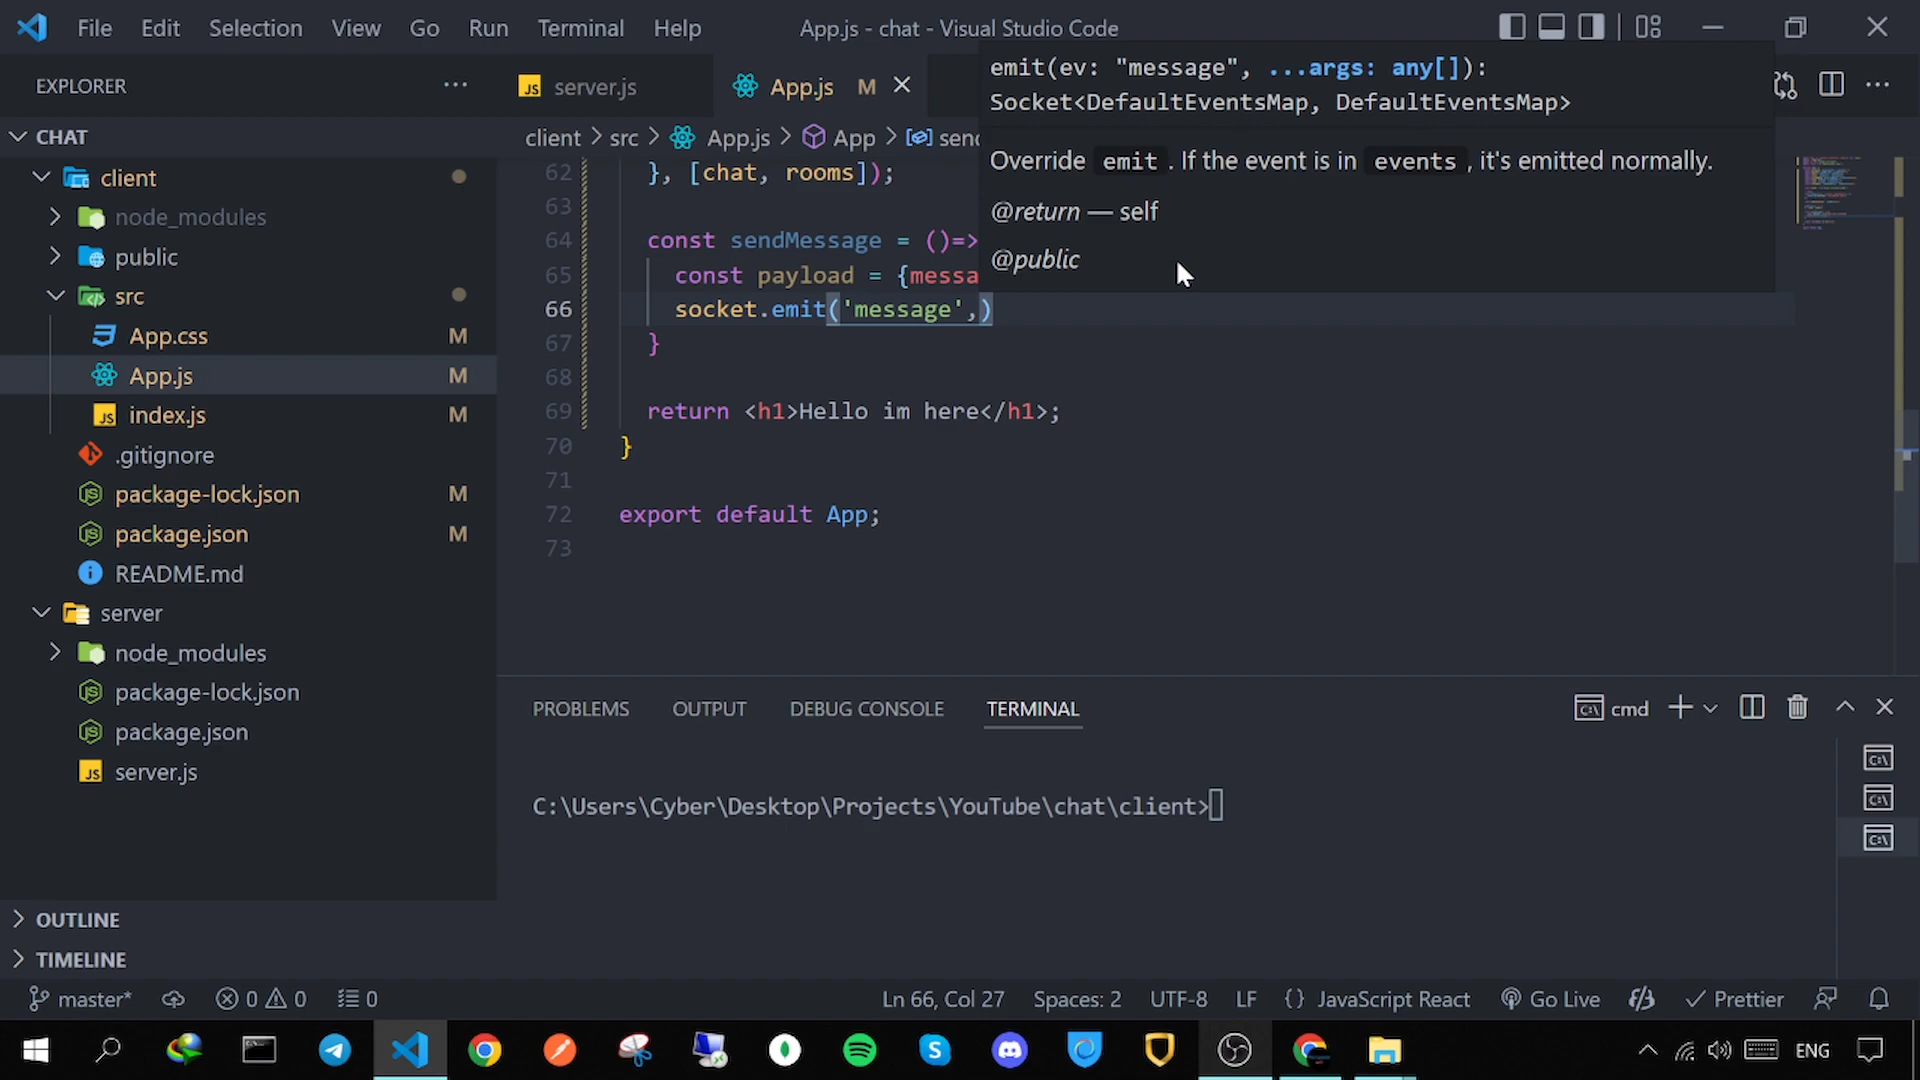 File Edit Selection View Go Run Terminal Help
App.js - chat - Visual Studio Code
EXPLORER
server.js
App.js M
CHAT
client
node_modules
public
src
App.css M
App.js M
index.js M
.gitignore
package-lock.json M
package.json M
README.md
server
node_modules
package-lock.json
package.json
server.js
OUTLINE
TIMELINE
client > src > App.js > App > send
emit(ev: "message", ...args: any[]):
Socket<DefaultEventsMap, DefaultEventsMap>
Override emit. If the event is in events, it's emitted normally.
@return — self
@public
62 }, [chat, rooms]);
63
64 const sendMessage = ()=>
65 const payload = {messa
66 socket.emit('message',)
67 }
68
69 return <h1>Hello im here</h1>;
70 }
71
72 export default App;
73
PROBLEMS OUTPUT DEBUG CONSOLE TERMINAL
cmd
C:\Users\Cyber\Desktop\Projects\YouTube\chat\client>
master* 0 0 0
Ln 66, Col 27 Spaces: 2 UTF-8 LF {} JavaScript React Go Live Prettier
ENG